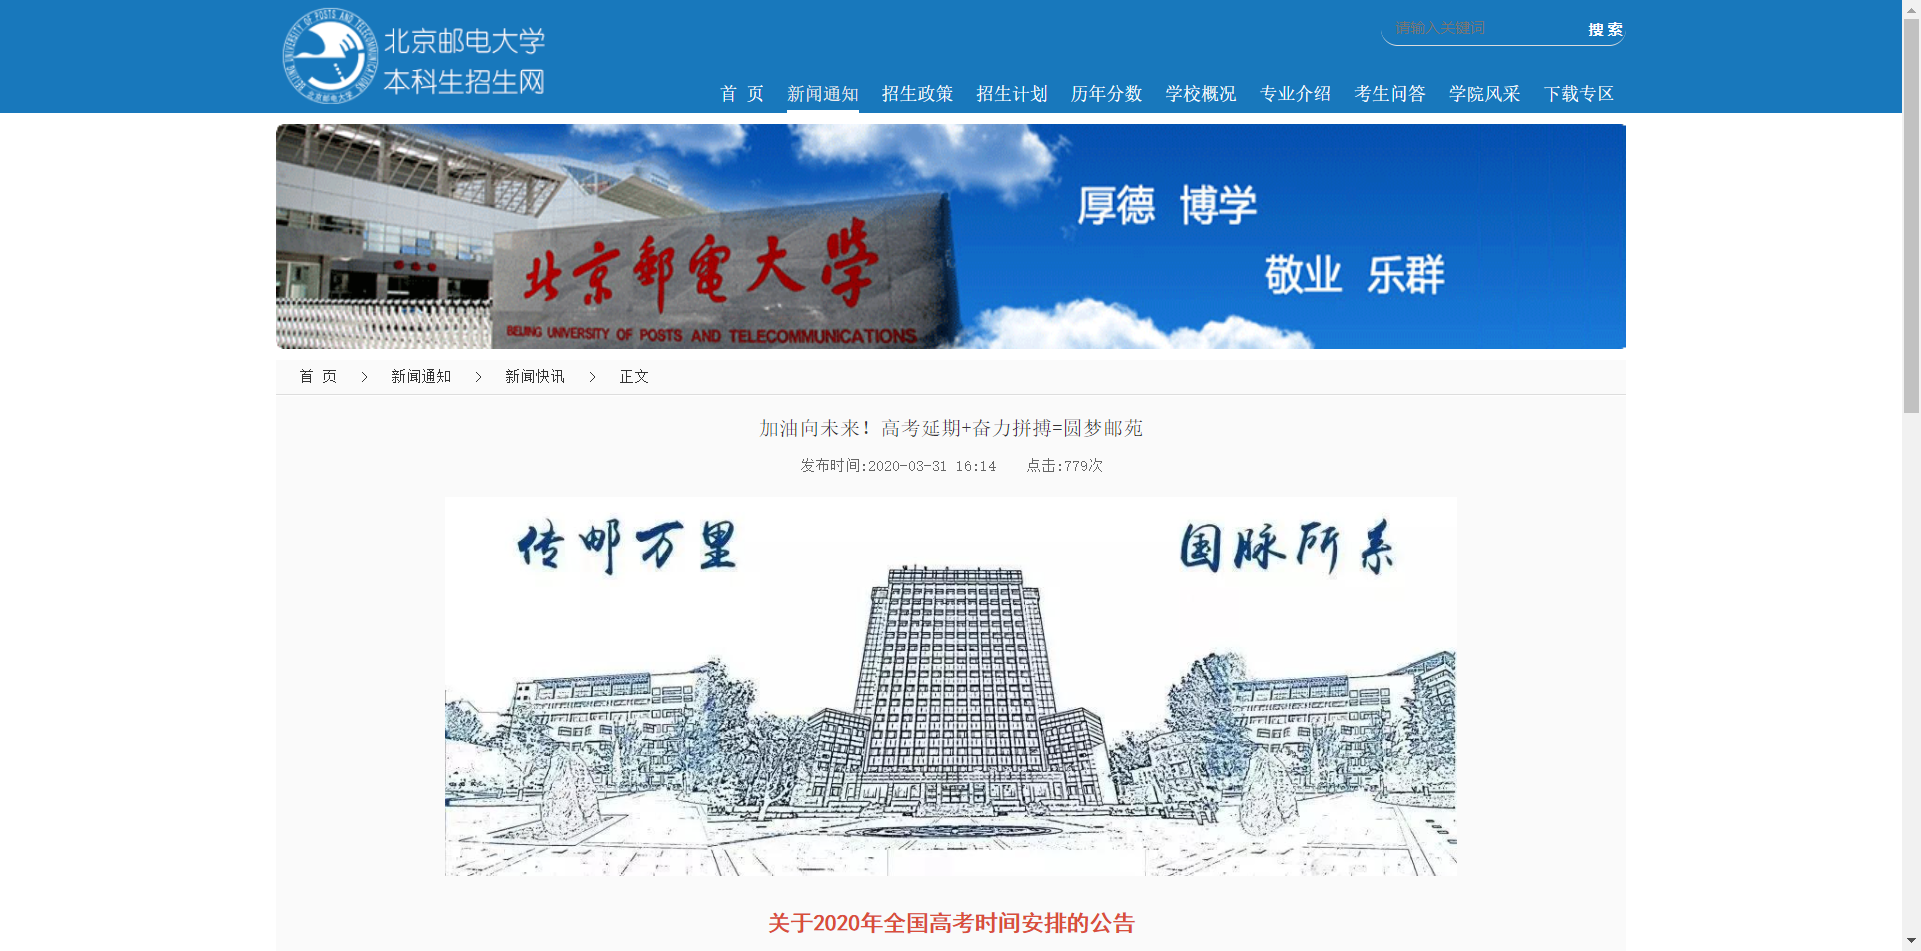 北京邮电大学
本科生招生网
请输入关键词
搜 索
首 页 新闻通知 招生政策 招生计划 历年分数 学校概况 专业介绍 考生问答 学院风采 下载专区
厚德 博学
敬业 乐群
北京郵電大學
BEIJING UNIVERSITY OF POSTS AND TELECOMMUNICATIONS
首 页 > 新闻通知 > 新闻快讯 > 正文
加油向未来！高考延期+奋力拼搏=圆梦邮苑
发布时间:2020-03-31 16:14 点击:779次
传邮万里 国脉所系
关于2020年全国高考时间安排的公告